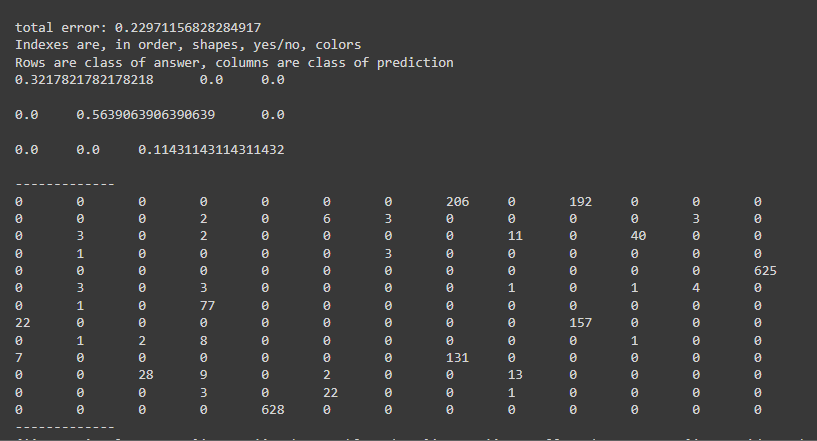 total error: 0.22971156828284917
Indexes are, in order, shapes, yes/no, colors
Rows are class of answer, columns are class of prediction
0.3217821782178218 0.0 0.0
0.0 0.5639063906390639 0.0
0.0 0.0 0.11431143114311432
-------------
0 0 0 0 0 0 0 206 0 192 0 0 0
0 0 0 2 0 6 3 0 0 0 0 3 0
0 3 0 2 0 0 0 0 11 0 40 0 0
0 1 0 0 0 0 3 0 0 0 0 0 0
0 0 0 0 0 0 0 0 0 0 0 0 625
0 3 0 3 0 0 0 0 1 0 1 4 0
0 1 0 77 0 0 0 0 0 0 0 0 0
22 0 0 0 0 0 0 0 0 157 0 0 0
0 1 2 8 0 0 0 0 0 0 1 0 0
7 0 0 0 0 0 0 131 0 0 0 0 0
0 0 28 9 0 2 0 0 13 0 0 0 0
0 0 0 3 0 22 0 0 1 0 0 0 0
0 0 0 0 628 0 0 0 0 0 0 0 0
-------------